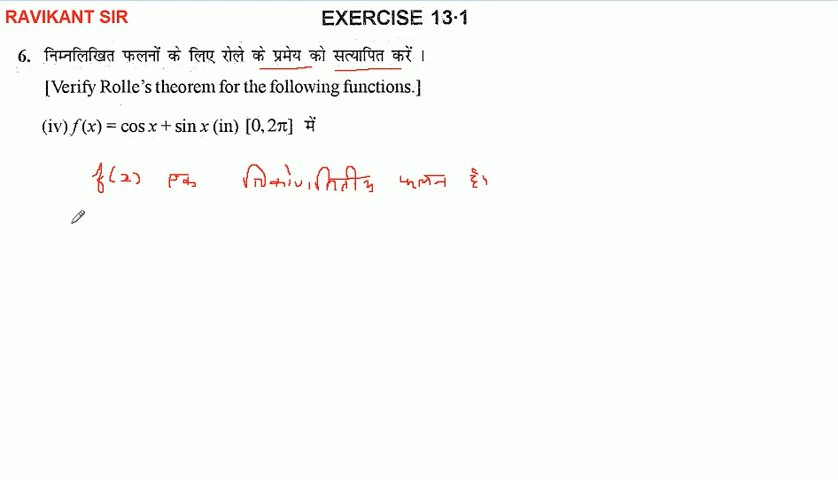 RAVIKANT SIR EXERCISE 13·1
6. निम्नलिखित फलनों के लिए रोले के प्रमेय को सत्यापित करें ।
[Verify Rolle's theorem for the following functions.]
(iv) f(x) = cos x + sin x (in) [0, 2π] में
f(x) एक त्रिकोणमितीय फलन है।